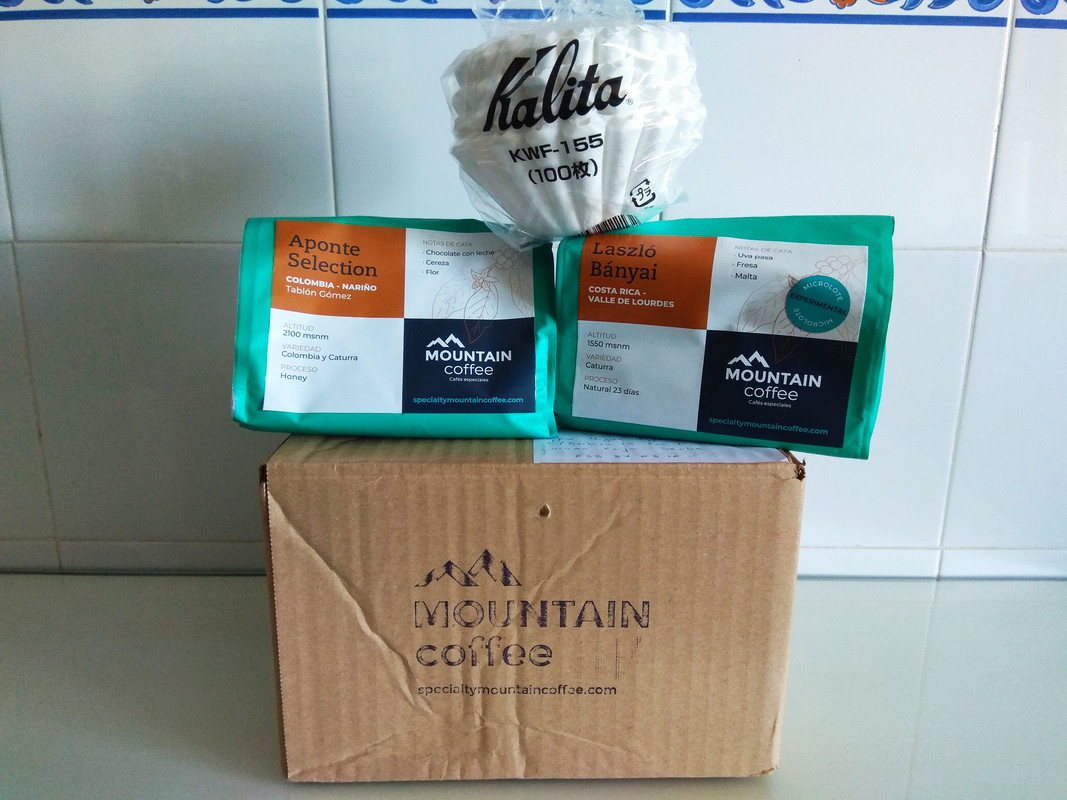 Kalita®
KWF-155
(100枚)
プラ
Aponte
Selection
COLOMBIA - NARIÑO
Tablón Gómez
NOTAS DE CATA
· Chocolate con leche
· Cereza
· Flor
ALTITUD
2100 msnm
VARIEDAD
Colombia y Caturra
PROCESO
Honey
MOUNTAIN
coffee
Cafés especiales
specialtymountaincoffee.com
Laszló
Bányai
COSTA RICA -
VALLE DE LOURDES
NOTAS DE CATA
· Uva pasa
· Fresa
· Malta
MICROLOTE
EXPERIMENTAL
MICROLOTE
ALTITUD
1550 msnm
VARIEDAD
Caturra
PROCESO
Natural 23 días
MOUNTAIN
coffee
Cafés especiales
specialtymountaincoffee.com
MOUNTAIN
coffee
specialtymountaincoffee.com